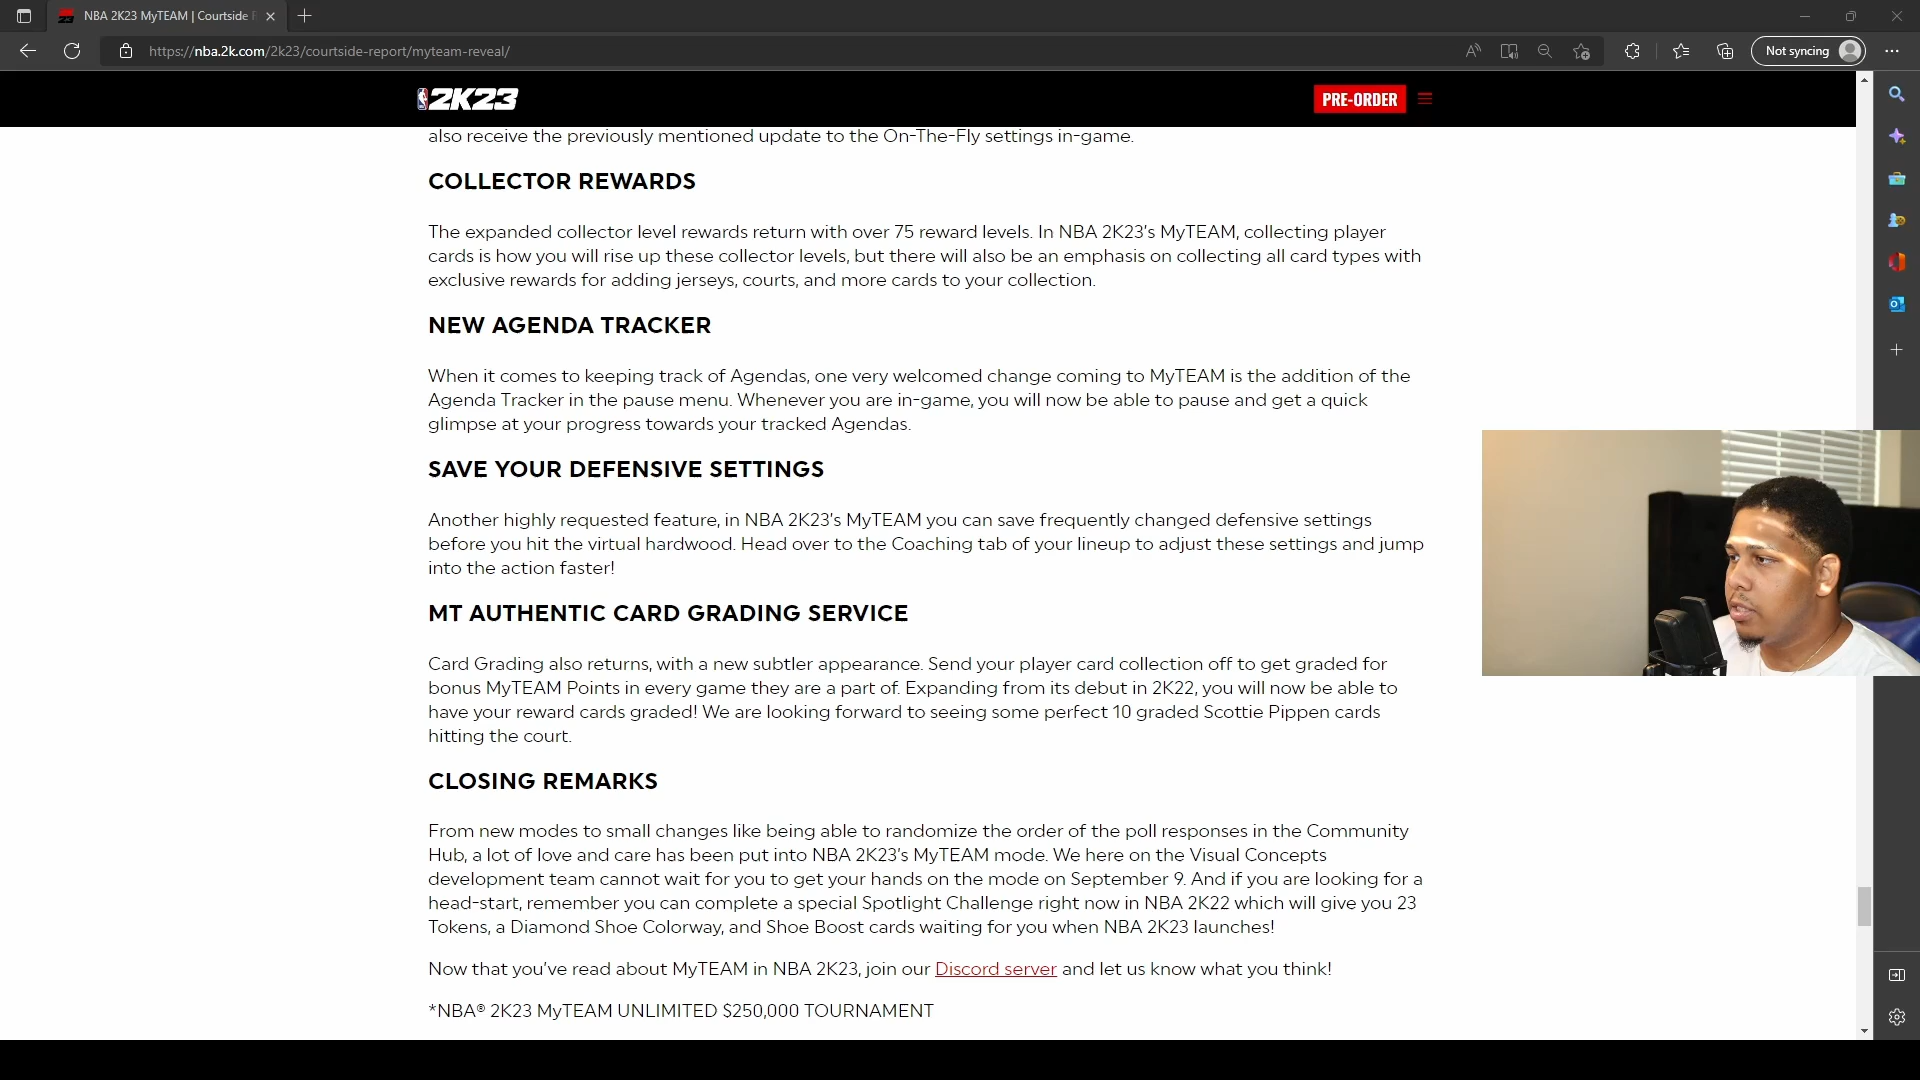 NBA 2K23 MyTEAM | Courtside R
https://nba.2k.com/2k23/courtside-report/myteam-reveal/
Not syncing
2K23
PRE-ORDER
also receive the previously mentioned update to the On-The-Fly settings in-game.
COLLECTOR REWARDS
The expanded collector level rewards return with over 75 reward levels. In NBA 2K23's MyTEAM, collecting player
cards is how you will rise up these collector levels, but there will also be an emphasis on collecting all card types with
exclusive rewards for adding jerseys, courts, and more cards to your collection.
NEW AGENDA TRACKER
When it comes to keeping track of Agendas, one very welcomed change coming to MyTEAM is the addition of the
Agenda Tracker in the pause menu. Whenever you are in-game, you will now be able to pause and get a quick
glimpse at your progress towards your tracked Agendas.
SAVE YOUR DEFENSIVE SETTINGS
Another highly requested feature, in NBA 2K23's MyTEAM you can save frequently changed defensive settings
before you hit the virtual hardwood. Head over to the Coaching tab of your lineup to adjust these settings and jump
into the action faster!
MT AUTHENTIC CARD GRADING SERVICE
Card Grading also returns, with a new subtler appearance. Send your player card collection off to get graded for
bonus MyTEAM Points in every game they are a part of. Expanding from its debut in 2K22, you will now be able to
have your reward cards graded! We are looking forward to seeing some perfect 10 graded Scottie Pippen cards
hitting the court.
CLOSING REMARKS
From new modes to small changes like being able to randomize the order of the poll responses in the Community
Hub, a lot of love and care has been put into NBA 2K23's MyTEAM mode. We here on the Visual Concepts
development team cannot wait for you to get your hands on the mode on September 9. And if you are looking for a
head-start, remember you can complete a special Spotlight Challenge right now in NBA 2K22 which will give you 23
Tokens, a Diamond Shoe Colorway, and Shoe Boost cards waiting for you when NBA 2K23 launches!
Now that you've read about MyTEAM in NBA 2K23, join our Discord server and let us know what you think!
*NBA® 2K23 MyTEAM UNLIMITED $250,000 TOURNAMENT